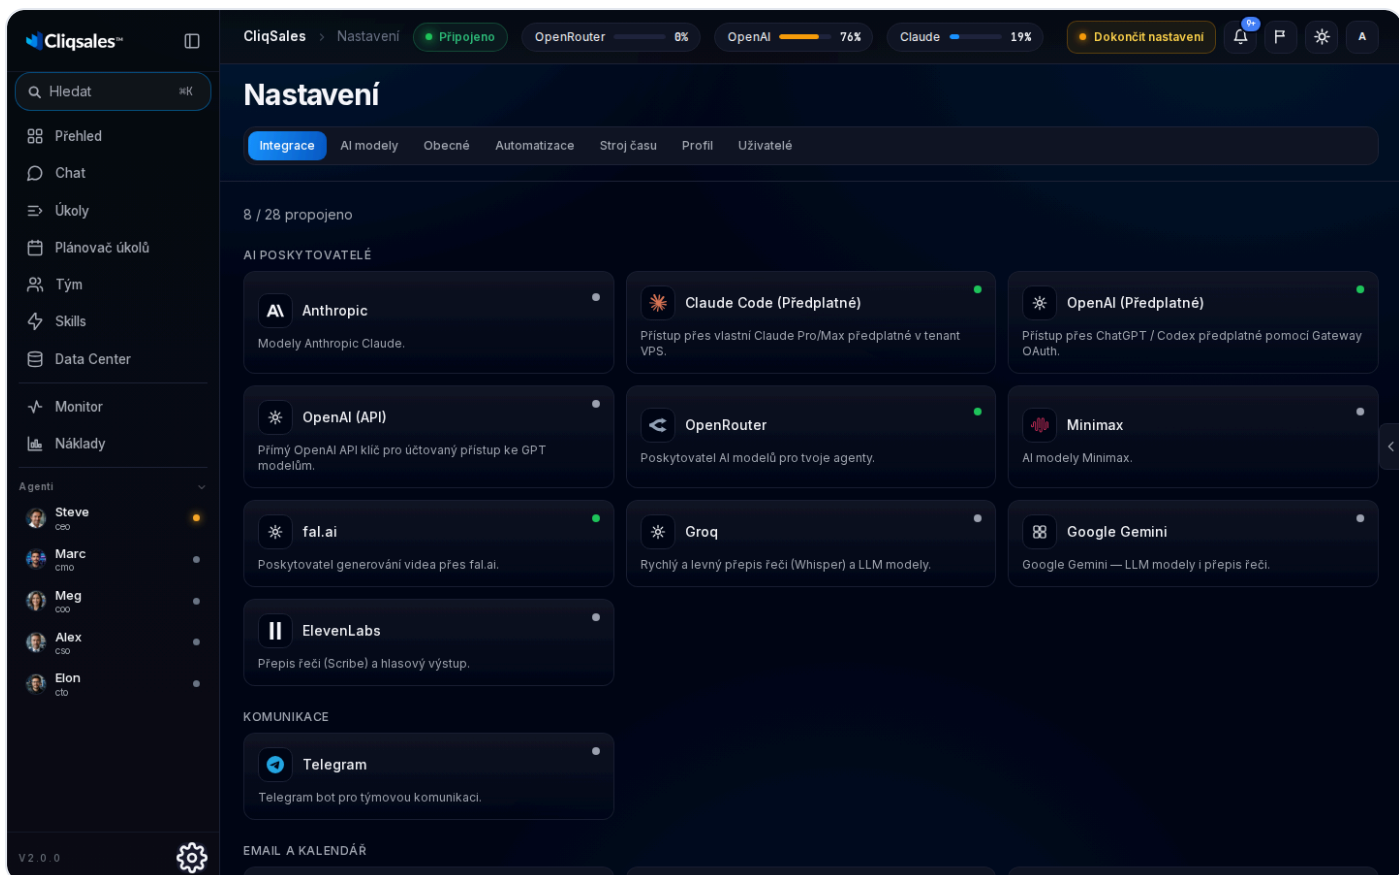 Cliqsales™
CliqSales › Nastavení
Připojeno
OpenRouter 0%
OpenAI 76%
Claude 19%
Dokončit nastavení
9+
A
Hledat ⌘K
Přehled
Chat
Úkoly
Plánovač úkolů
Tým
Skills
Data Center
Monitor
Náklady
Agenti
Steve
ceo
Marc
cmo
Meg
coo
Alex
cso
Elon
cto
V2.0.0
Nastavení
Integrace AI modely Obecné Automatizace Stroj času Profil Uživatelé
8 / 28 propojeno
AI POSKYTOVATELÉ
Anthropic
Modely Anthropic Claude.
Claude Code (Předplatné)
Přístup přes vlastní Claude Pro/Max předplatné v tenant
VPS.
OpenAI (Předplatné)
Přístup přes ChatGPT / Codex předplatné pomocí Gateway
OAuth.
OpenAI (API)
Přímý OpenAI API klíč pro účtovaný přístup ke GPT
modelům.
OpenRouter
Poskytovatel AI modelů pro tvoje agenty.
Minimax
AI modely Minimax.
fal.ai
Poskytovatel generování videa přes fal.ai.
Groq
Rychlý a levný přepis řeči (Whisper) a LLM modely.
Google Gemini
Google Gemini — LLM modely i přepis řeči.
ElevenLabs
Přepis řeči (Scribe) a hlasový výstup.
KOMUNIKACE
Telegram
Telegram bot pro týmovou komunikaci.
EMAIL A KALENDÁŘ